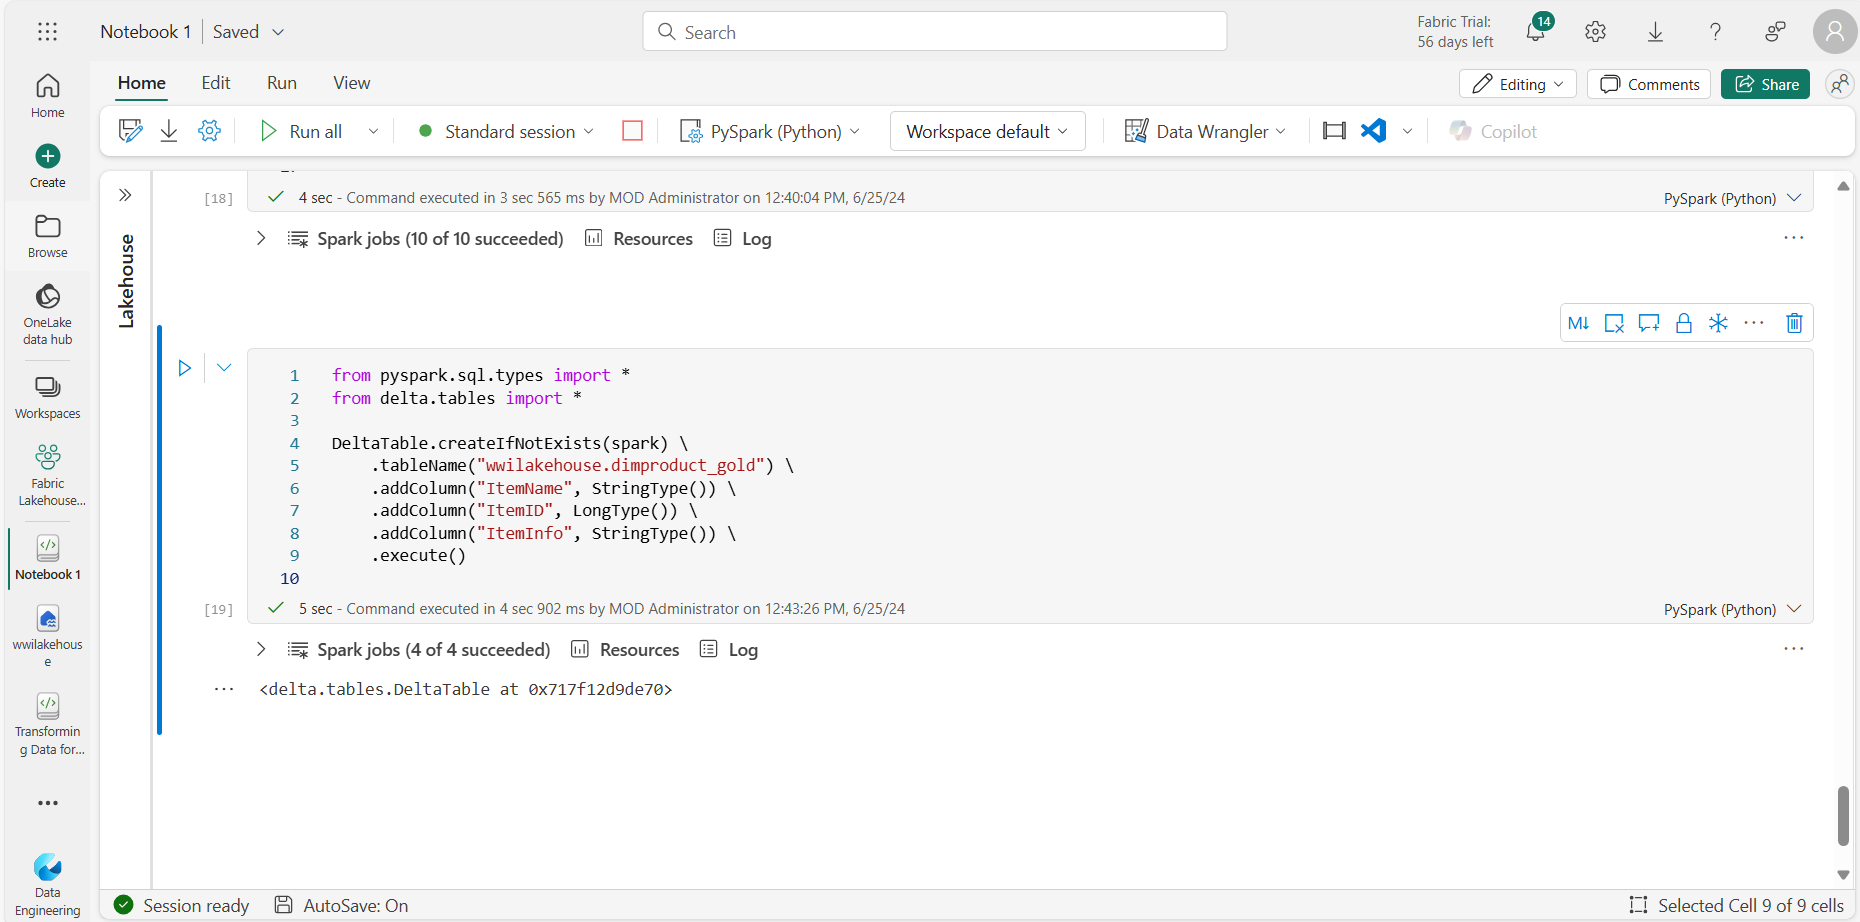 Notebook 1 Saved
Search
Fabric Trial:
56 days left
14
Home Edit Run View
Editing Comments Share
Run all Standard session PySpark (Python) Workspace default Data Wrangler Copilot
Home
Create
Browse
OneLake
data hub
Workspaces
Fabric
Lakehouse...
Notebook 1
wwilakehous
e
Transformin
g Data for...
Data
Engineering
Lakehouse
[18] 4 sec - Command executed in 3 sec 565 ms by MOD Administrator on 12:40:04 PM, 6/25/24 PySpark (Python)
Spark jobs (10 of 10 succeeded) Resources Log
M↓
1 from pyspark.sql.types import *
2 from delta.tables import *
3
4 DeltaTable.createIfNotExists(spark) \
5 .tableName("wwilakehouse.dimproduct_gold") \
6 .addColumn("ItemName", StringType()) \
7 .addColumn("ItemID", LongType()) \
8 .addColumn("ItemInfo", StringType()) \
9 .execute()
10
[19] 5 sec - Command executed in 4 sec 902 ms by MOD Administrator on 12:43:26 PM, 6/25/24 PySpark (Python)
Spark jobs (4 of 4 succeeded) Resources Log
<delta.tables.DeltaTable at 0x717f12d9de70>
Session ready AutoSave: On Selected Cell 9 of 9 cells